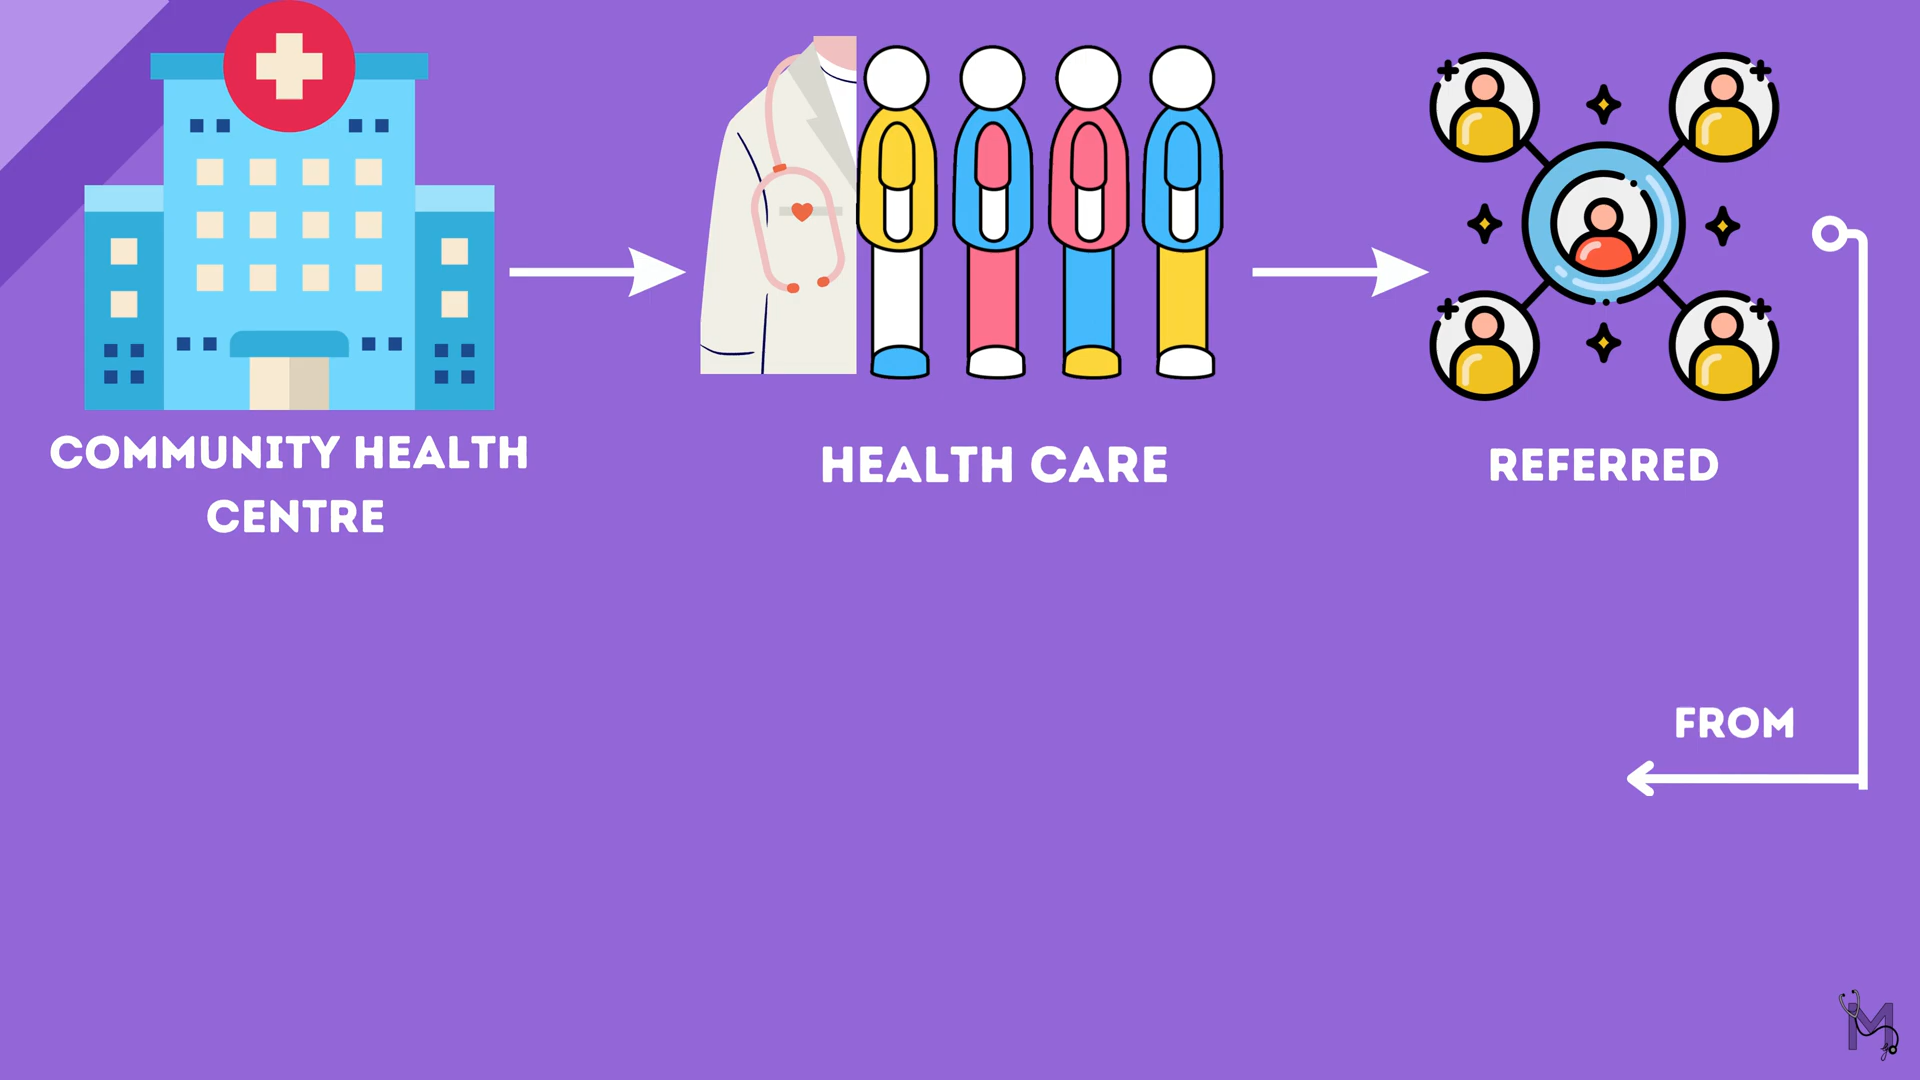 COMMUNITY HEALTH
CENTRE
HEALTH CARE
REFERRED
FROM
M